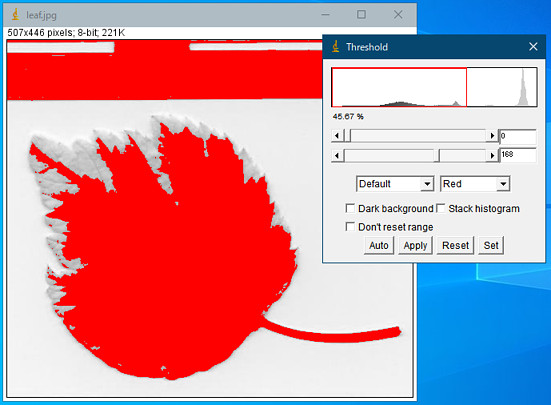 leaf.jpg
507x446 pixels; 8-bit; 221K
Threshold
45.67 %
0
168
Default Red
Dark background Stack histogram
Don't reset range
Auto Apply Reset Set